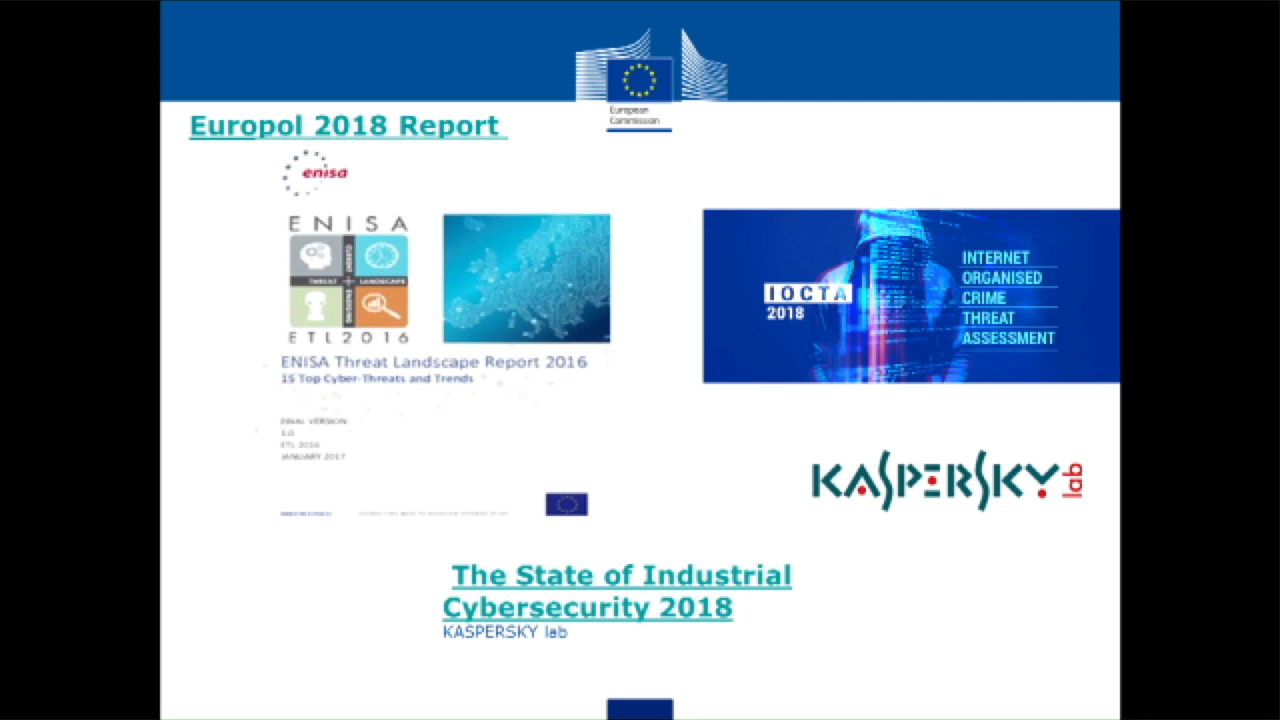 European
Commission
Europol 2018 Report
enisa
ENISA
CURRENT
THREAT LANDSCAPE
ETL2016
ENISA Threat Landscape Report 2016
15 Top Cyber-Threats and Trends
FINAL VERSION
1.0
ETL 2016
JANUARY 2017
IOCTA
2018
INTERNET
ORGANISED
CRIME
THREAT
ASSESSMENT
KASPERSKY lab
The State of Industrial
Cybersecurity 2018
KASPERSKY lab